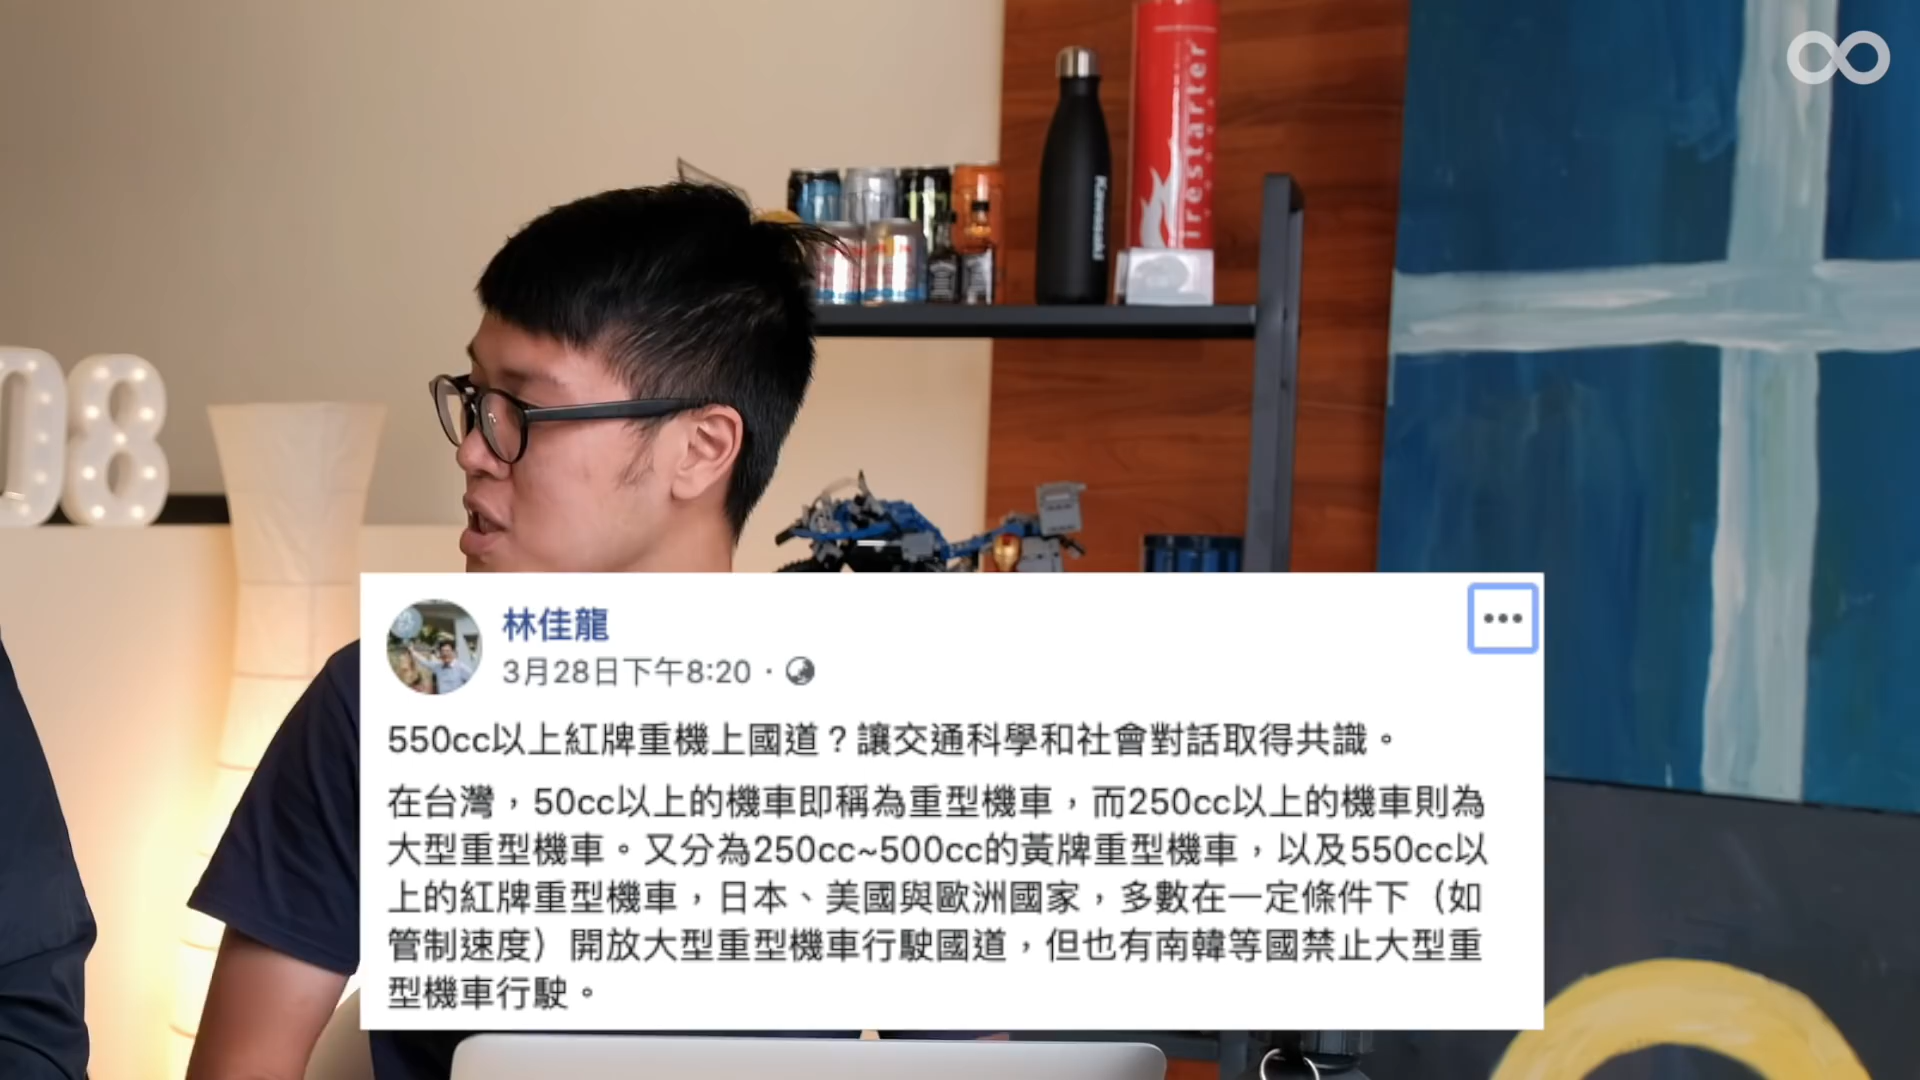 08
Kawasaki
firestarter
林佳龍
3月28日下午8:20 ·
550cc以上紅牌重機上國道？讓交通科學和社會對話取得共識。
在台灣，50cc以上的機車即稱為重型機車，而250cc以上的機車則為
大型重型機車。又分為250cc~500cc的黃牌重型機車，以及550cc以
上的紅牌重型機車，日本、美國與歐洲國家，多數在一定條件下（如
管制速度）開放大型重型機車行駛國道，但也有南韓等國禁止大型重
型機車行駛。